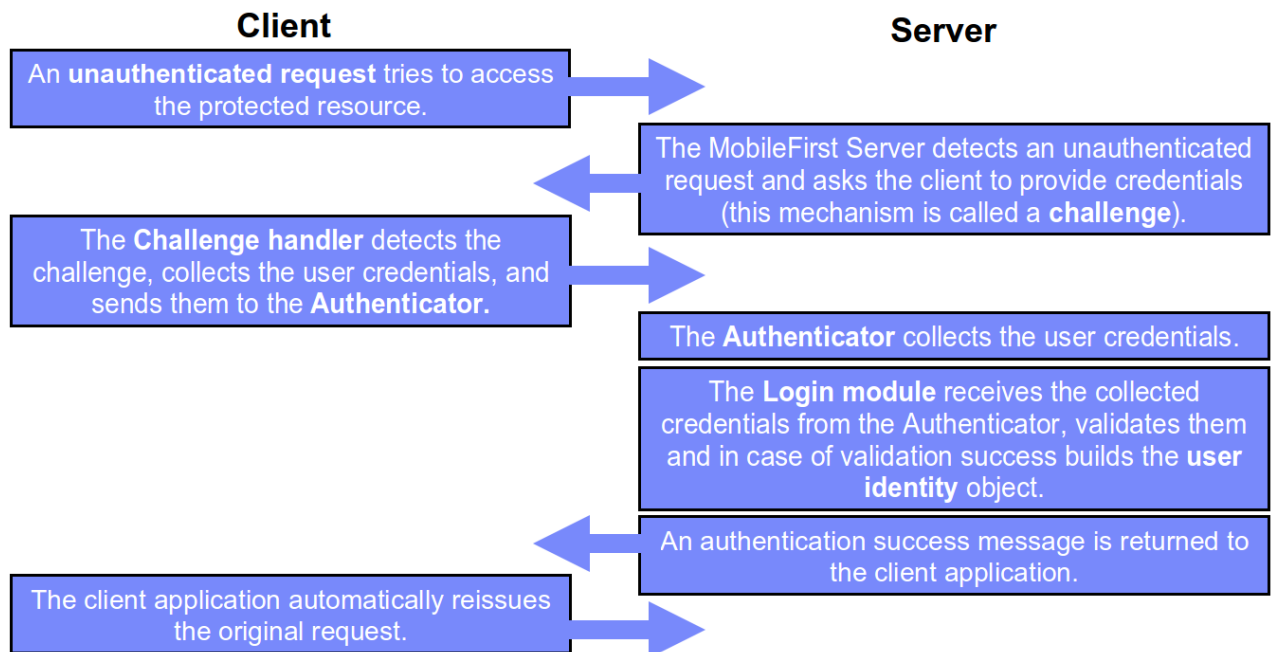 Client
Server
An unauthenticated request tries to access
the protected resource.
The MobileFirst Server detects an unauthenticated
request and asks the client to provide credentials
(this mechanism is called a challenge).
The Challenge handler detects the
challenge, collects the user credentials, and
sends them to the Authenticator.
The Authenticator collects the user credentials.
The Login module receives the collected
credentials from the Authenticator, validates them
and in case of validation success builds the user
identity object.
An authentication success message is returned to
the client application.
The client application automatically reissues
the original request.